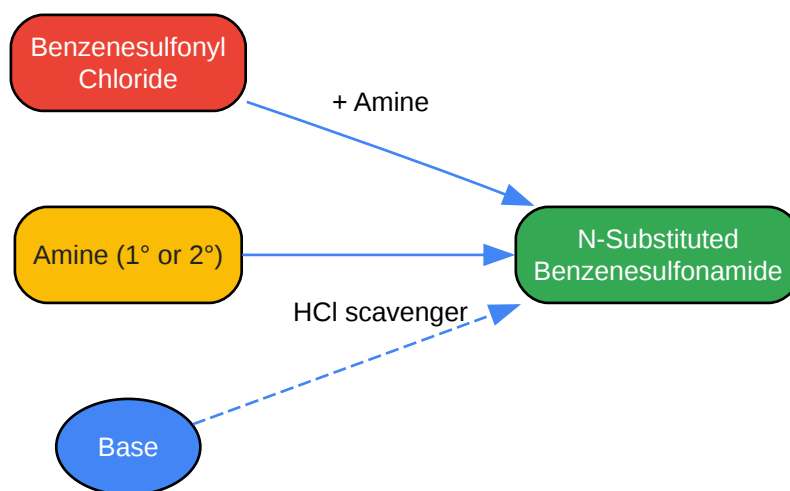 Benzenesulfonyl
Chloride
+ Amine
Amine (1° or 2°)
N-Substituted
Benzenesulfonamide
HCl scavenger
Base